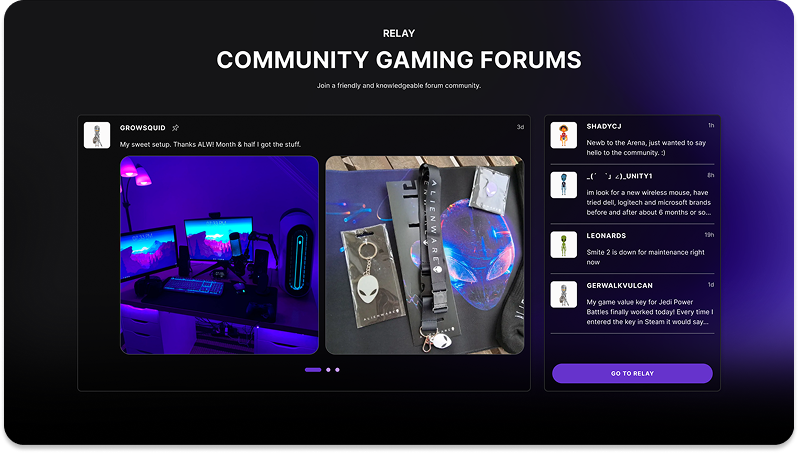 RELAY
COMMUNITY GAMING FORUMS
Join a friendly and knowledgeable forum community.
GROWSQUID
3d
My sweet setup. Thanks ALW! Month & half I got the stuff.
ALIENWARE
ALIENWARE
SHADYCJ
1h
Newb to the Arena, just wanted to say
hello to the community. :)
_UNITY1
8h
im look for a new wireless mouse, have
tried dell, logitech and microsoft brands
before and after about 6 months or so...
LEONARDS
19h
Smite 2 is down for maintenance right
now
GERWALKVULCAN
1d
My game value key for Jedi Power
Battles finally worked today! Every time I
entered the key in Steam it would say...
GO TO RELAY